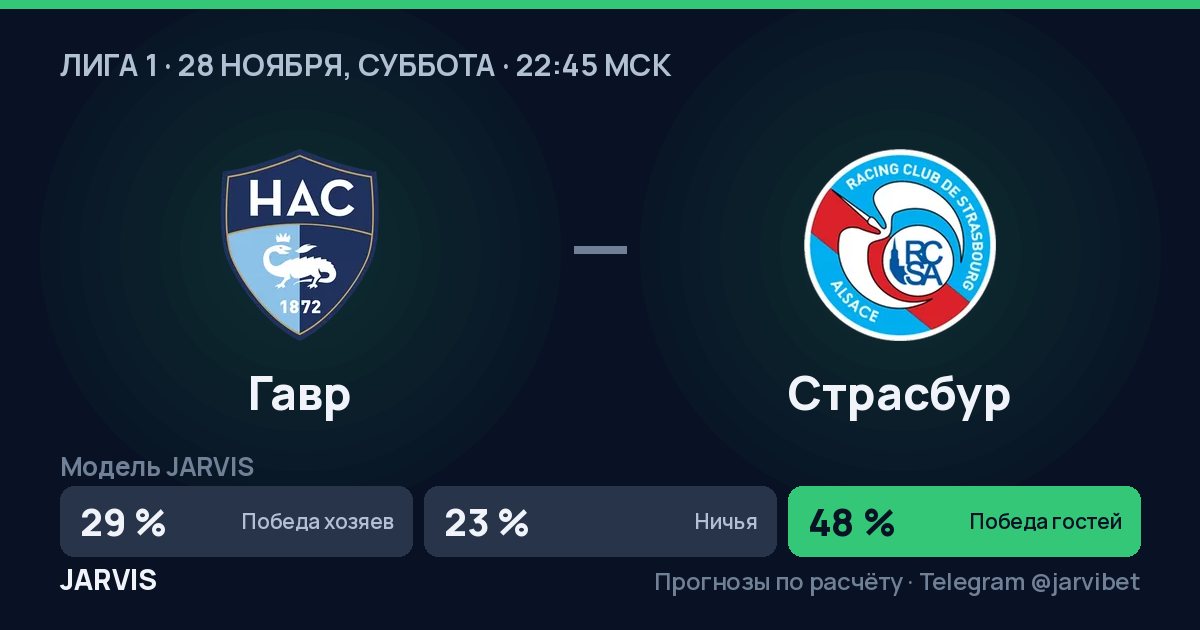 ЛИГА 1 · 28 НОЯБРЯ, СУББОТА · 22:45 МСК
HAC
1872
RACING CLUB DE STRASBOURG
RCSA
ALSACE
Гавр
Страсбур
Модель JARVIS
29 % Победа хозяев
23 % Ничья
48 % Победа гостей
JARVIS
Прогнозы по расчёту · Telegram @jarvibet